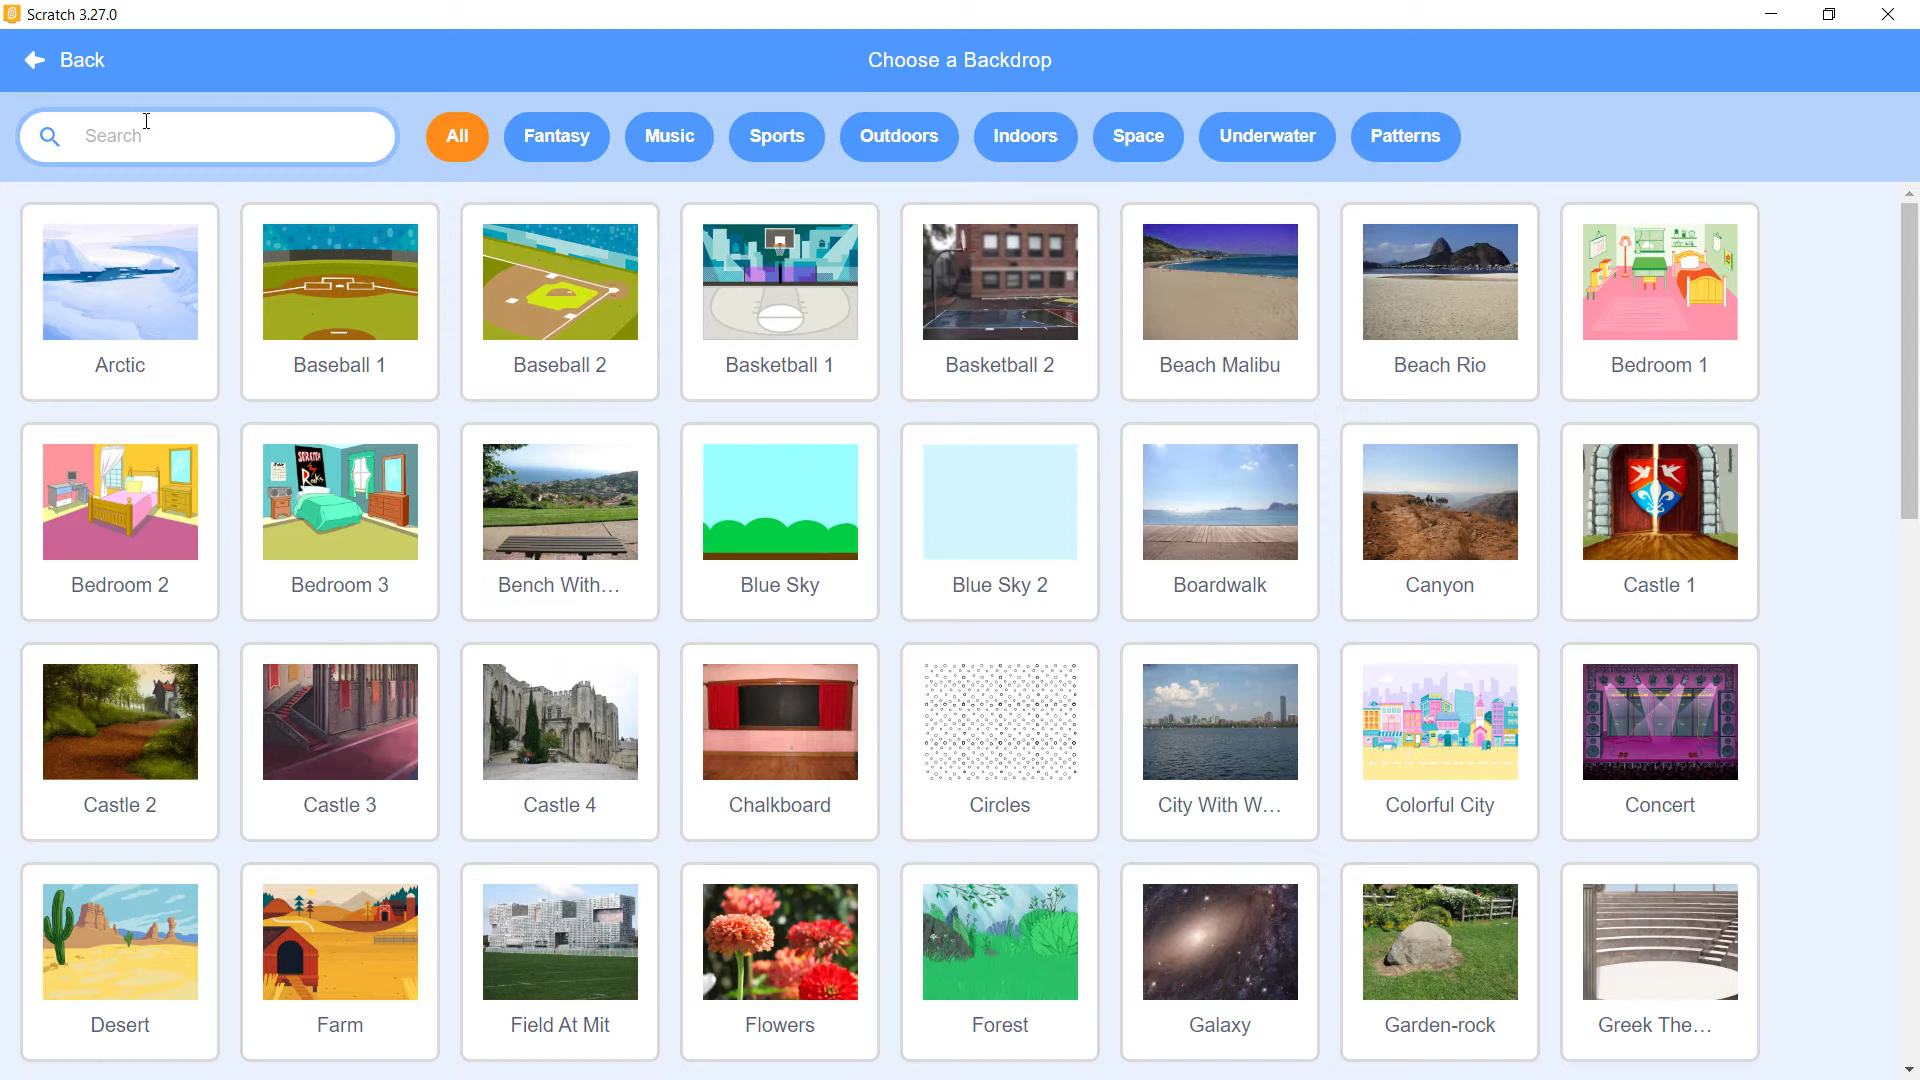 Scratch 3.27.0
Back
Choose a Backdrop
Search
All
Fantasy
Music
Sports
Outdoors
Indoors
Space
Underwater
Patterns
Arctic
Baseball 1
Baseball 2
Basketball 1
Basketball 2
Beach Malibu
Beach Rio
Bedroom 1
SCRATCH
Rocks
Bedroom 2
Bedroom 3
Bench With...
Blue Sky
Blue Sky 2
Boardwalk
Canyon
Castle 1
Castle 2
Castle 3
Castle 4
Chalkboard
Circles
City With W...
Colorful City
Concert
Desert
Farm
Field At Mit
Flowers
Forest
Galaxy
Garden-rock
Greek The...